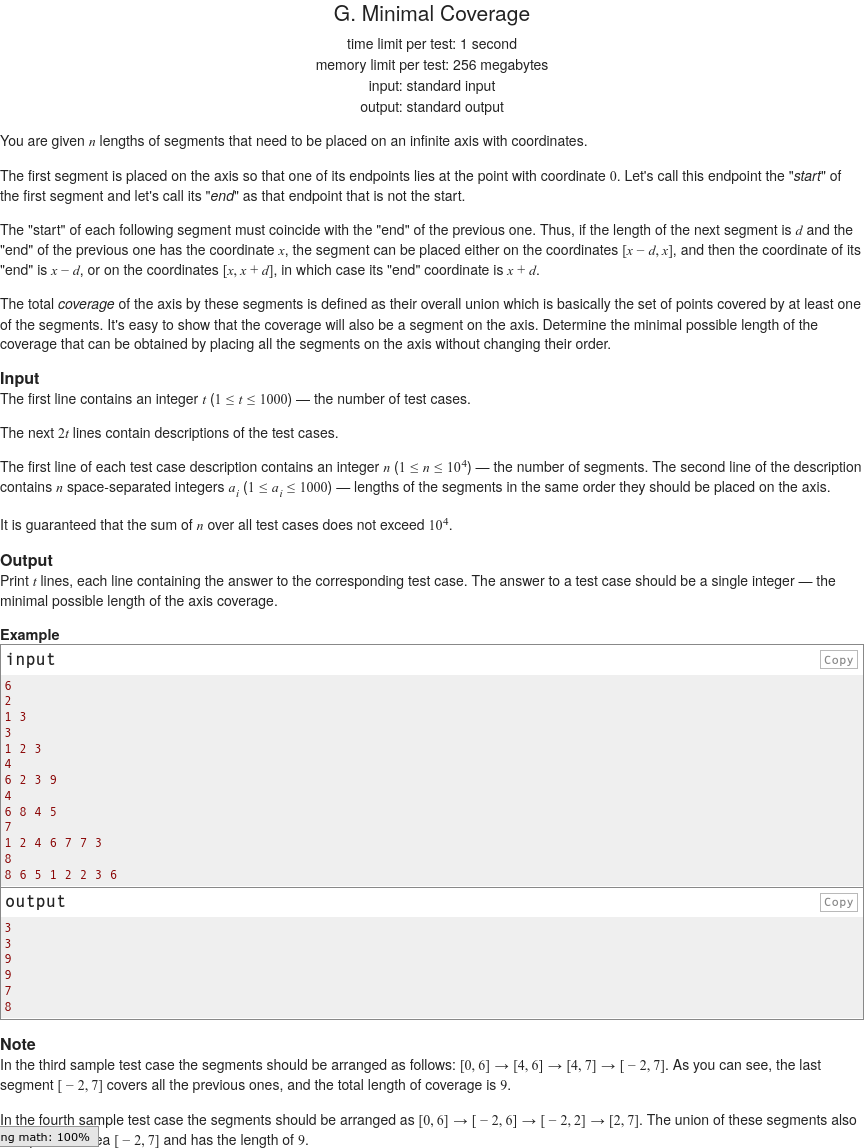 G. Minimal Coverage
time limit per test: 1 second
memory limit per test: 256 megabytes
input: standard input
output: standard output
You are given n lengths of segments that need to be placed on an infinite axis with coordinates.
The first segment is placed on the axis so that one of its endpoints lies at the point with coordinate 0. Let's call this endpoint the "start" of
the first segment and let's call its "end" as that endpoint that is not the start.
The "start" of each following segment must coincide with the "end" of the previous one. Thus, if the length of the next segment is d and the
"end" of the previous one has the coordinate x, the segment can be placed either on the coordinates [x − d, x], and then the coordinate of its
"end" is x − d, or on the coordinates [x, x + d], in which case its "end" coordinate is x + d.
The total coverage of the axis by these segments is defined as their overall union which is basically the set of points covered by at least one
of the segments. It's easy to show that the coverage will also be a segment on the axis. Determine the minimal possible length of the
coverage that can be obtained by placing all the segments on the axis without changing their order.
Input
The first line contains an integer t (1 ≤ t ≤ 1000) — the number of test cases.
The next 2t lines contain descriptions of the test cases.
The first line of each test case description contains an integer n (1 ≤ n ≤ 10⁴) — the number of segments. The second line of the description
contains n space-separated integers aᵢ (1 ≤ aᵢ ≤ 1000) — lengths of the segments in the same order they should be placed on the axis.
It is guaranteed that the sum of n over all test cases does not exceed 10⁴.
Output
Print t lines, each line containing the answer to the corresponding test case. The answer to a test case should be a single integer — the
minimal possible length of the axis coverage.
Example
input Copy
6
2
1 3
3
1 2 3
4
6 2 3 9
4
6 8 4 5
7
1 2 4 6 7 7 3
8
8 6 5 1 2 2 3 6
output Copy
3
3
9
9
7
8
Note
In the third sample test case the segments should be arranged as follows: [0, 6] → [4, 6] → [4, 7] → [ − 2, 7]. As you can see, the last
segment [ − 2, 7] covers all the previous ones, and the total length of coverage is 9.
In the fourth sample test case the segments should be arranged as [0, 6] → [ − 2, 6] → [ − 2, 2] → [2, 7]. The union of these segments also
ng math: 100% ea [ − 2, 7] and has the length of 9.